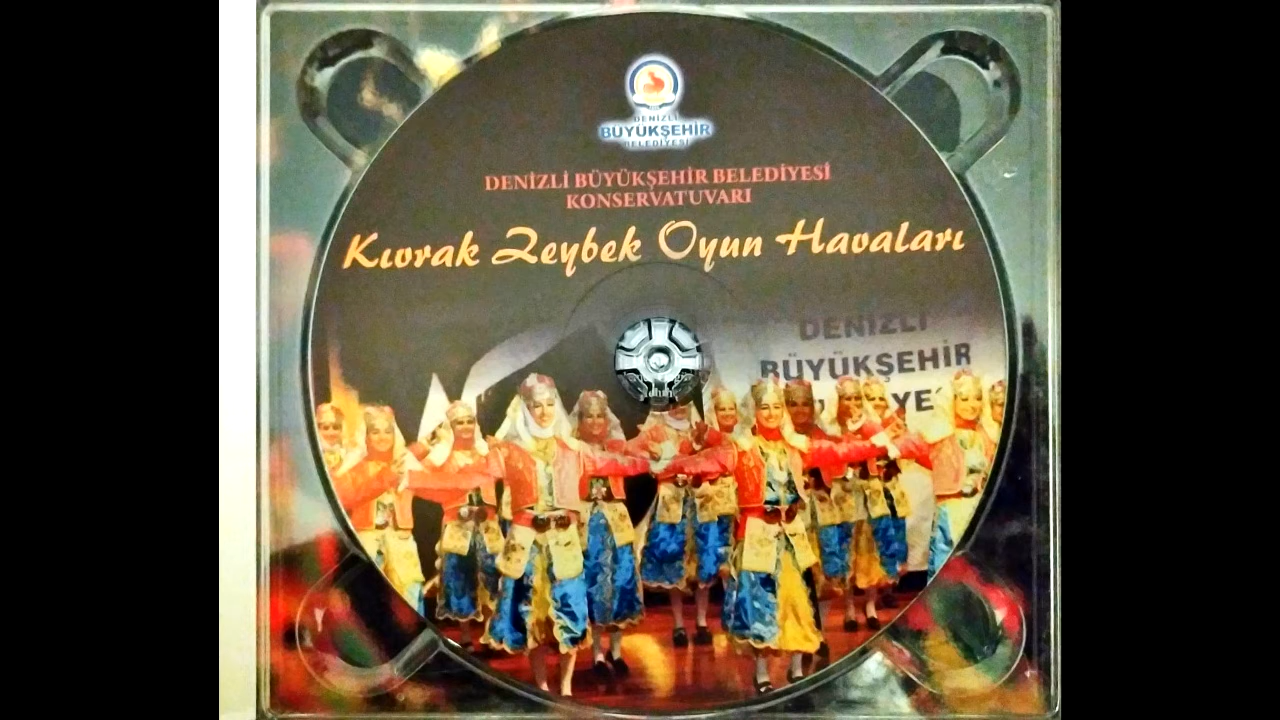 DENİZLİ
BÜYÜKŞEHİR
BELEDİYESİ
DENİZLİ BÜYÜKŞEHİR BELEDİYESİ
KONSERVATUVARI
Kıvrak Zeybek Oyun Havaları
DENİZLİ
BÜYÜKŞEHİR